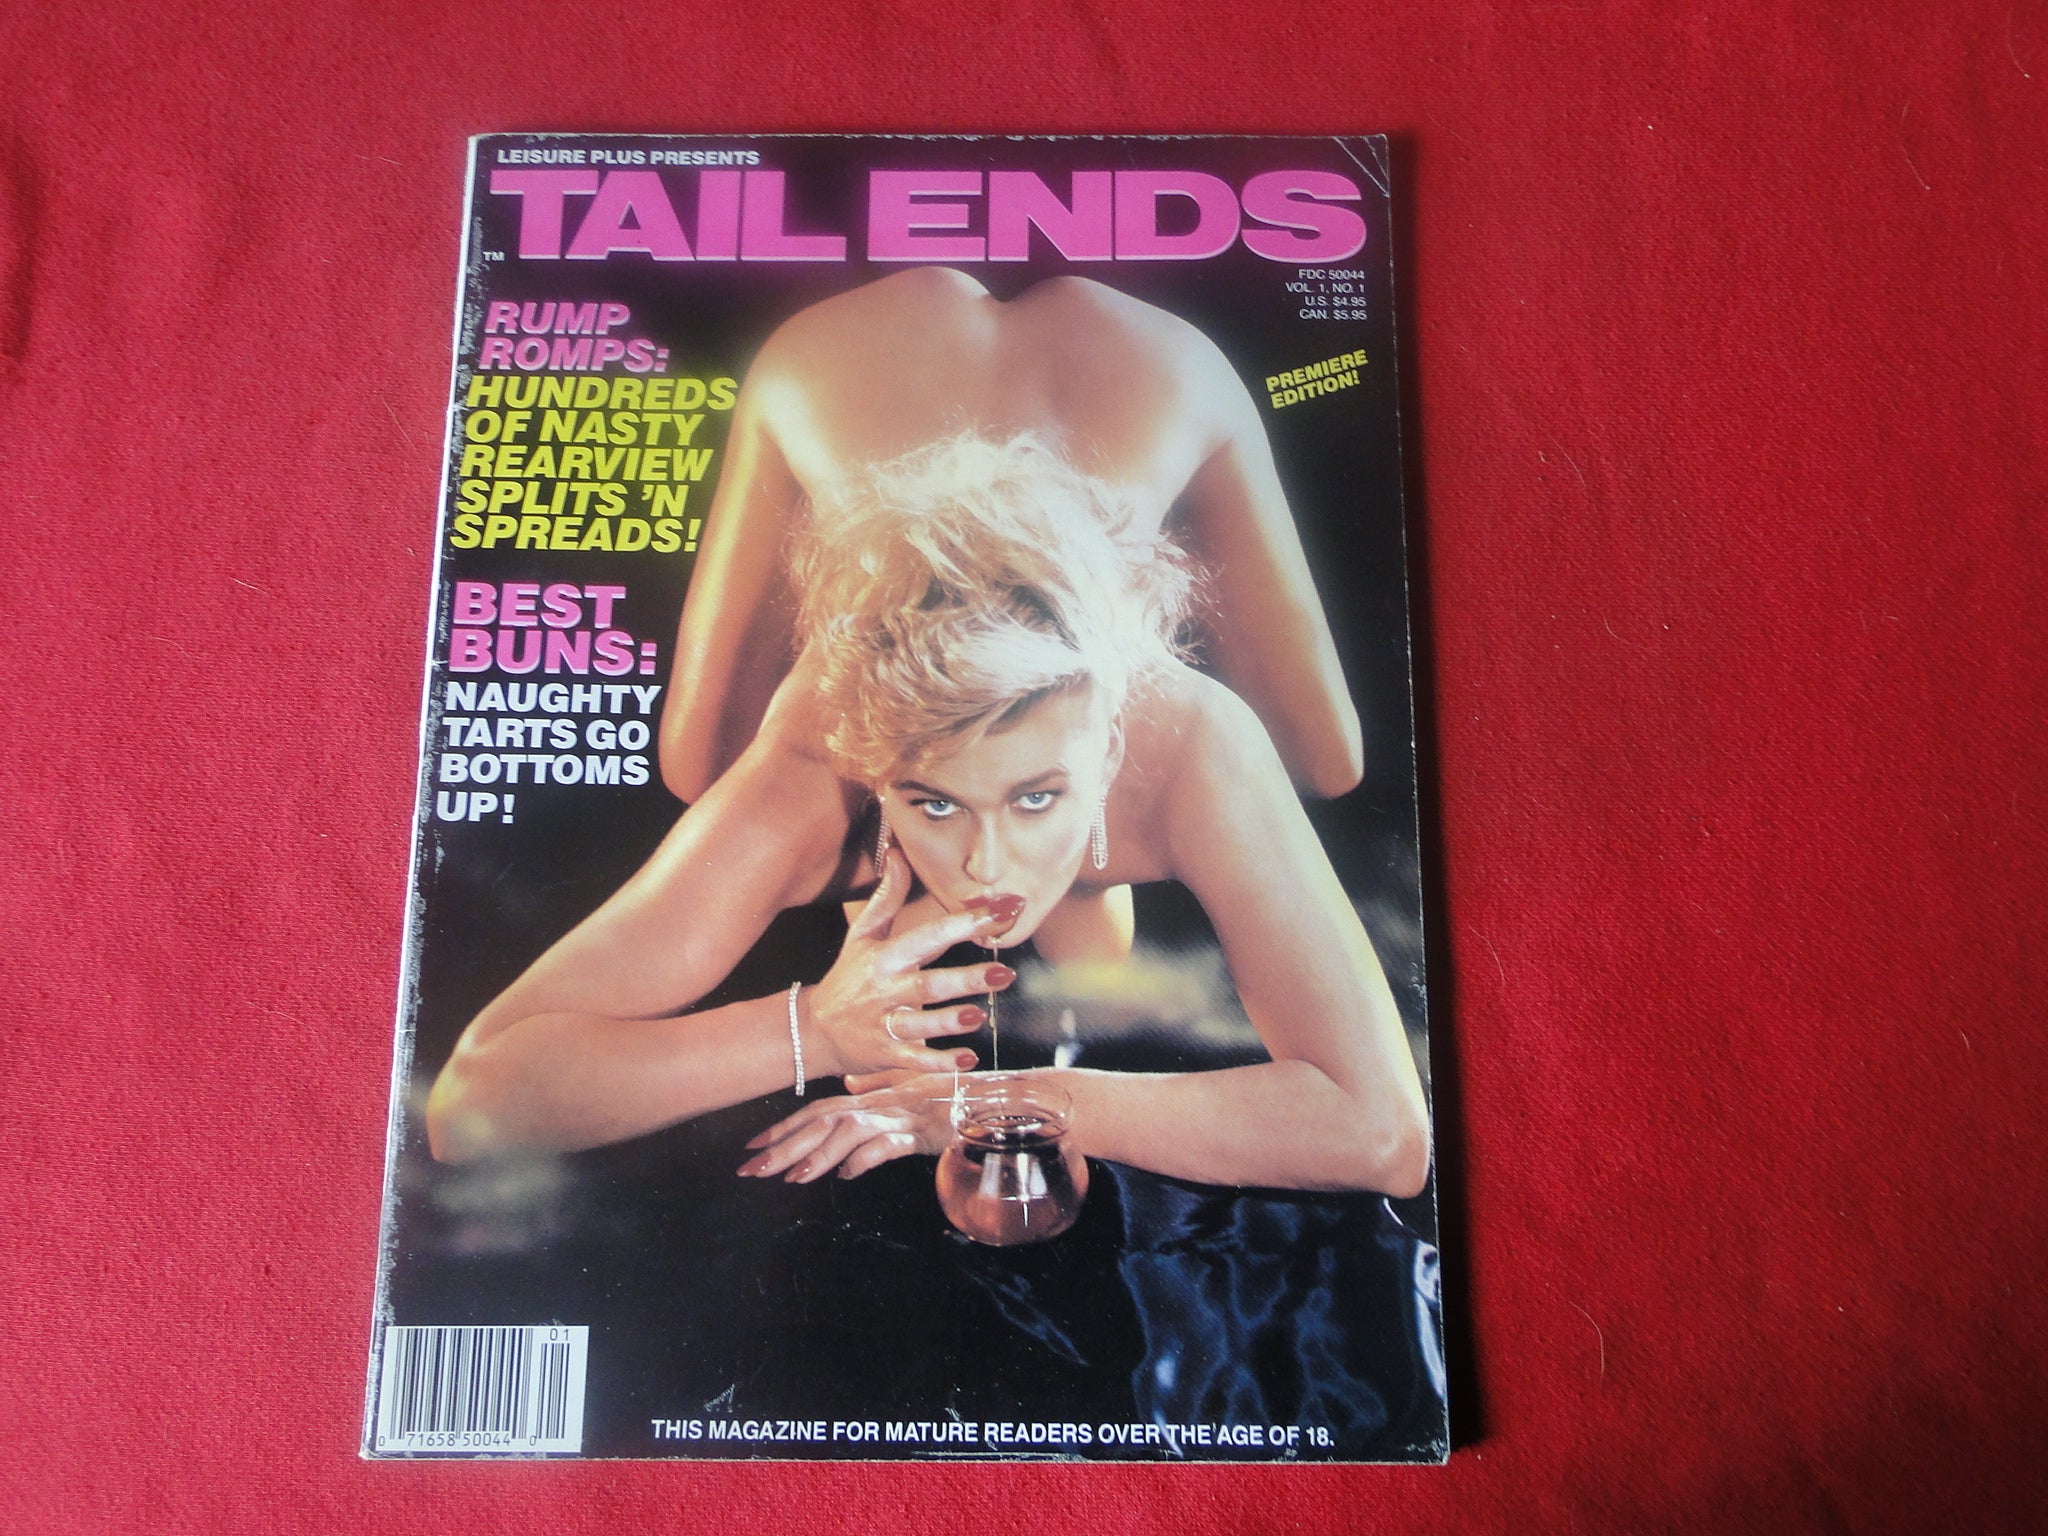 LEISURE PLUS PRESENTS
TAIL ENDS
TM
FDC 50044
VOL. 1, NO. 1
U.S. $4.95
CAN. $5.95
PREMIERE
EDITION!
RUMP
ROMPS:
HUNDREDS
OF NASTY
REARVIEW
SPLITS 'N
SPREADS!
BEST
BUNS:
NAUGHTY
TARTS GO
BOTTOMS
UP!
01
0 71658 50044 0
THIS MAGAZINE FOR MATURE READERS OVER THE AGE OF 18.